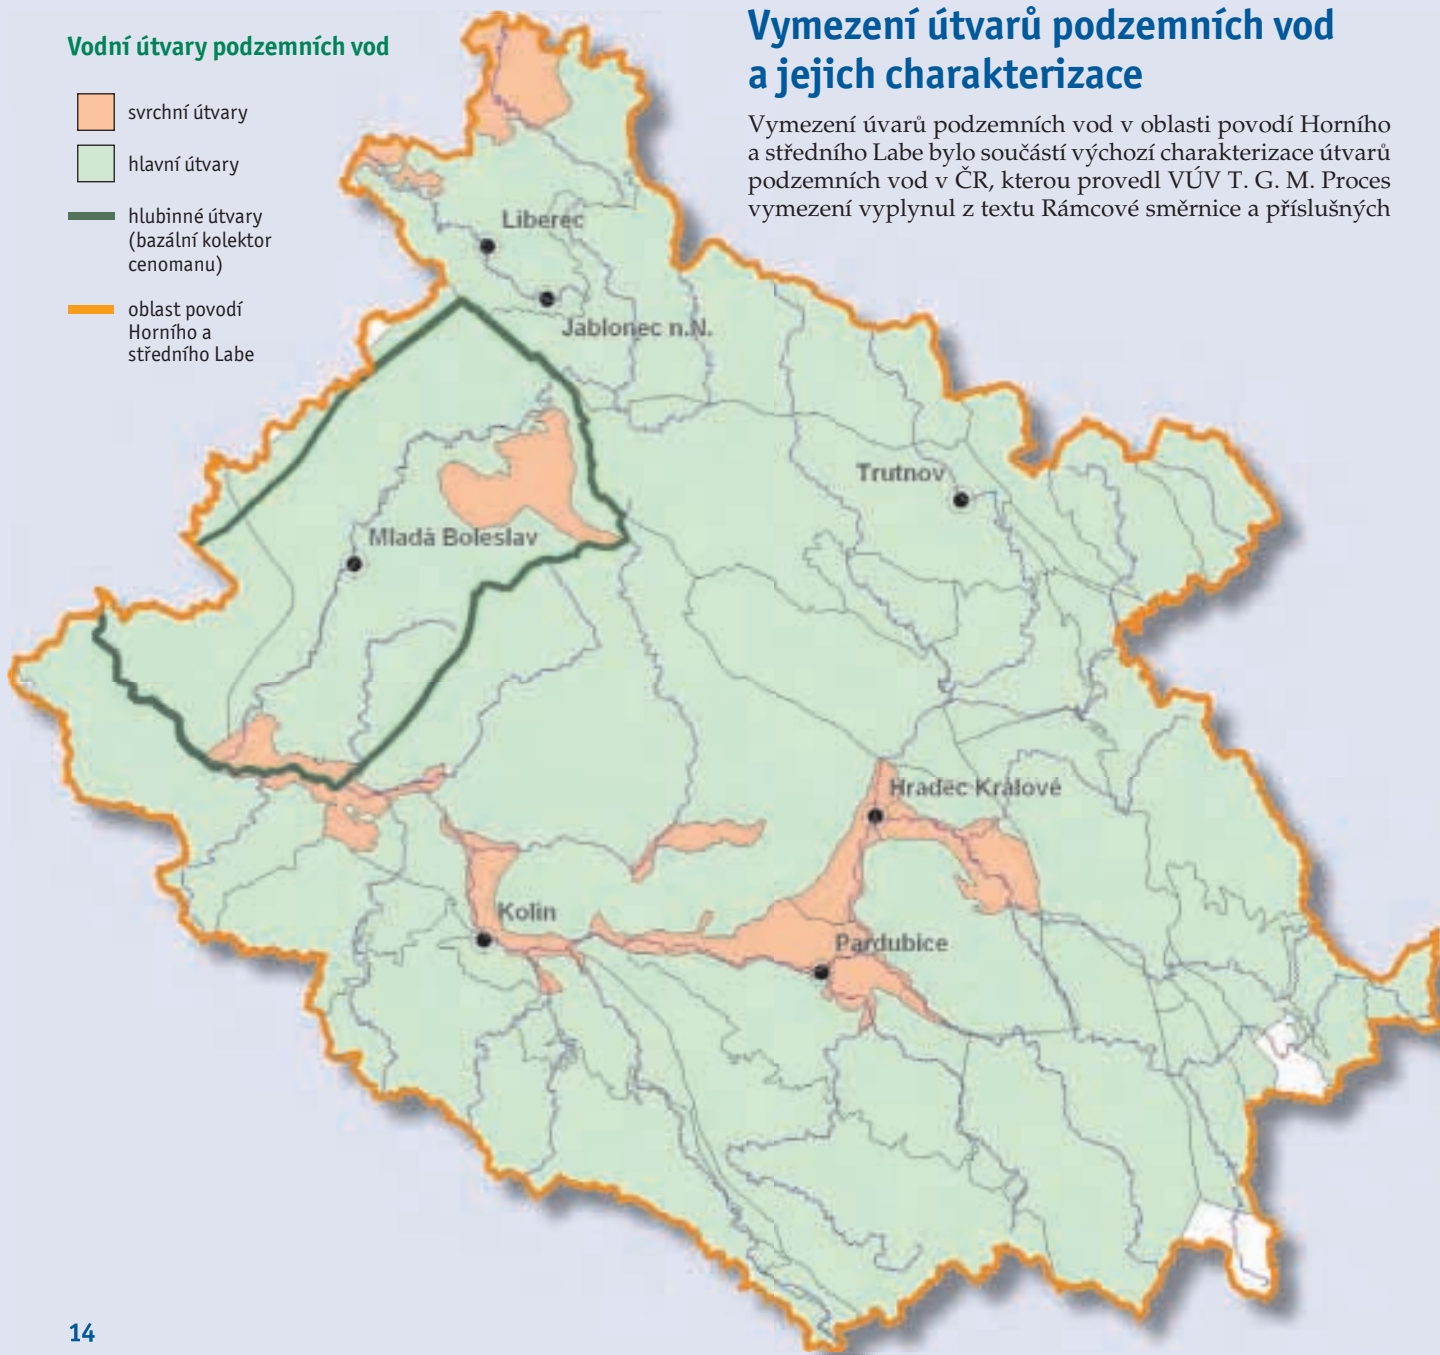 Vodní útvary podzemních vod
svrchní útvary
hlavní útvary
hlubinné útvary
(bazální kolektor
cenomanu)
oblast povodí
Horního a
středního Labe
Vymezení útvarů podzemních vod
a jejich charakterizace
Vymezení úvarů podzemních vod v oblasti povodí Horního
a středního Labe bylo součástí výchozí charakterizace útvarů
podzemních vod v ČR, kterou provedl VÚV T. G. M. Proces
vymezení vyplynul z textu Rámcové směrnice a příslušných
Liberec
Jablonec n.N.
Trutnov
Mladá Boleslav
Hradec Králové
Kolín
Pardubice
14